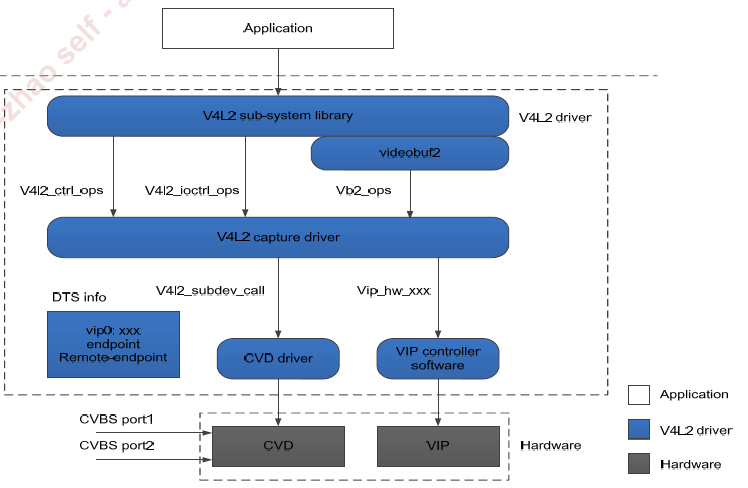 zhao self - a
Application
V4L2 sub-system library
V4L2 driver
videobuf2
V4l2_ctrl_ops
V4l2_ioctrl_ops
Vb2_ops
V4L2 capture driver
V4l2_subdev_call
Vip_hw_xxx
DTS info
vip0: xxx
endpoint
Remote-endpoint
CVD driver
VIP controller
software
CVBS port1
CVBS port2
CVD
VIP
Hardware
Application
V4L2 driver
Hardware